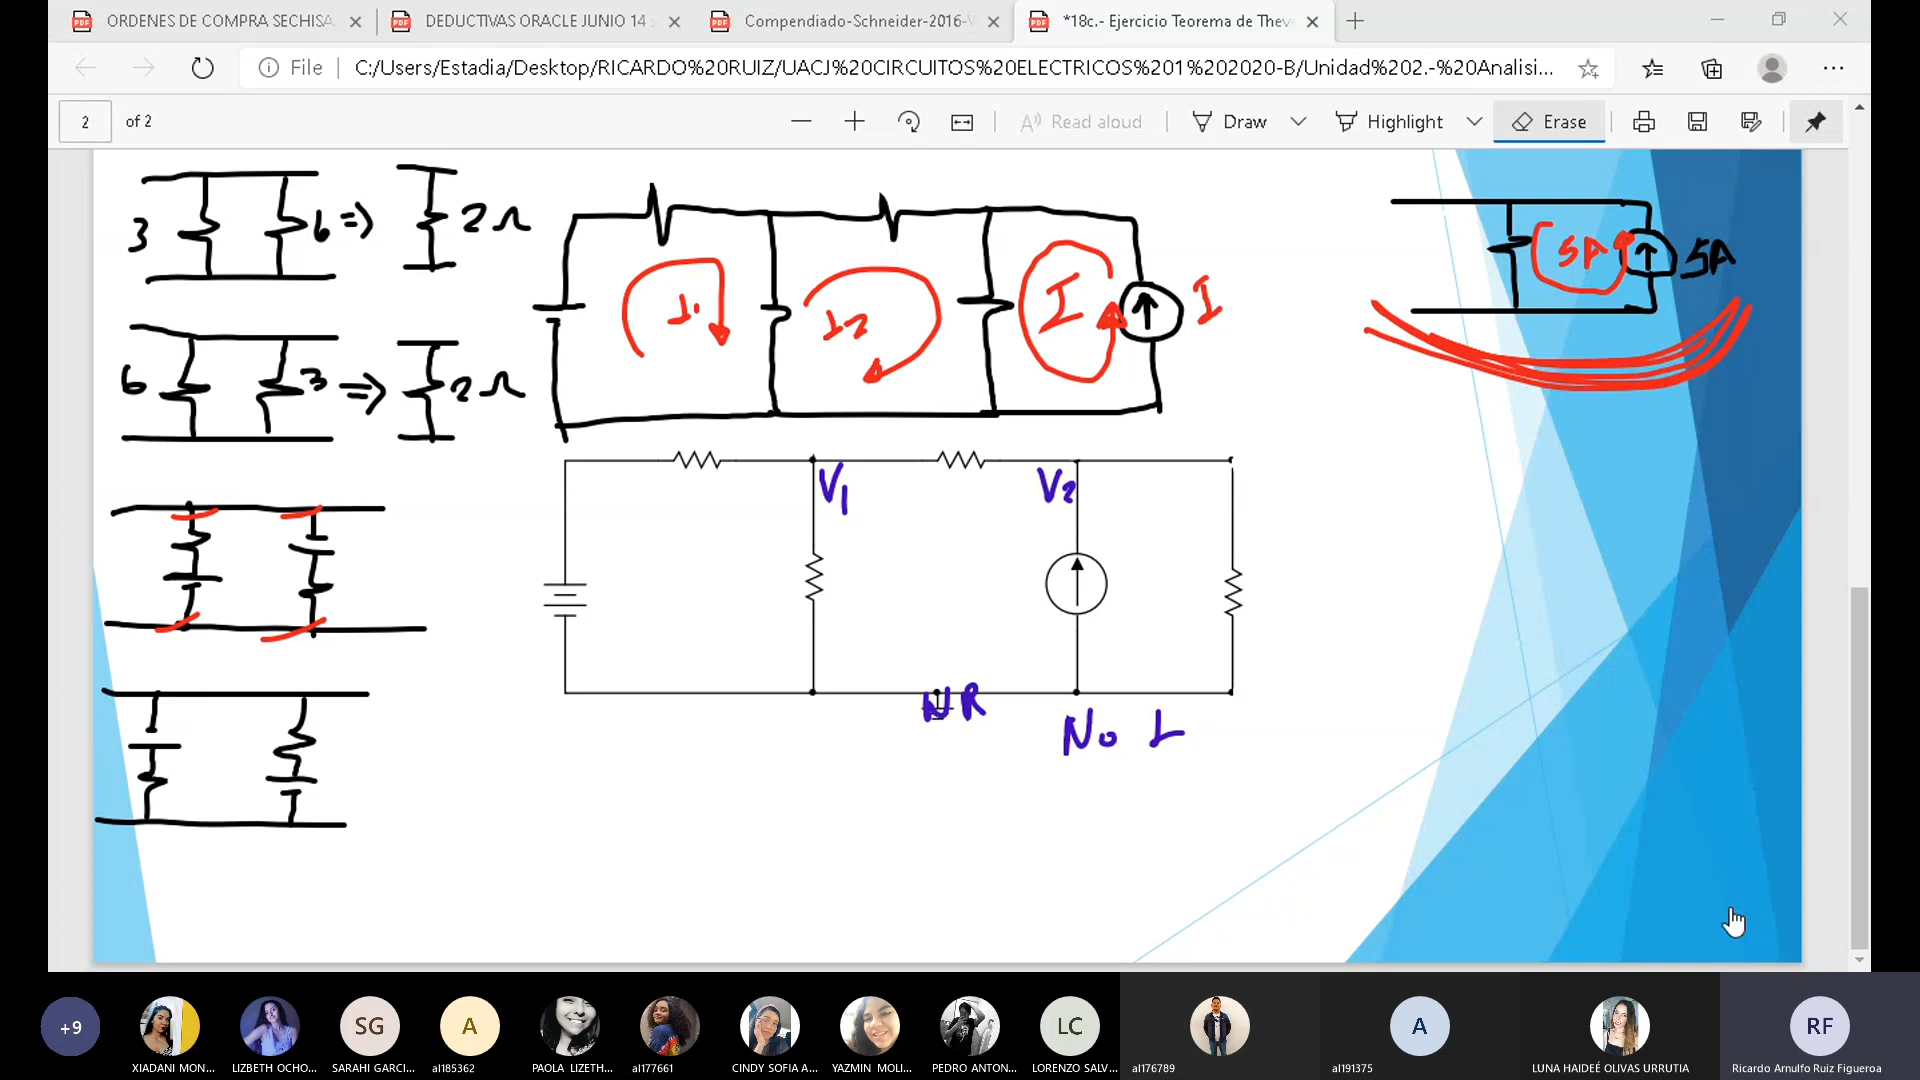 ORDENES DE COMPRA SECHISA
DEDUCTIVAS ORACLE JUNIO 14 s
Compendiado-Schneider-2016-V
*18c.- Ejercicio Teorema de Theve
File
C:/Users/Estadia/Desktop/RICARDO%20RUIZ/UACJ%20CIRCUITOS%20ELECTRICOS%201%202020-B/Unidad%202.-%20Analisi...
2 of 2
Read aloud
Draw
Highlight
Erase
3 6 => 2Ω
6 3 => 2Ω
I1 I2 I I
5A 5A
V1 V2
NR
No L
+9
XIADANI MON...
LIZBETH OCHO...
SG
SARAHI GARCI...
A
al185362
PAOLA LIZETH...
al177661
CINDY SOFIA A...
YAZMIN MOLI...
PEDRO ANTON...
LC
LORENZO SALV...
al176789
A
al191375
LUNA HAIDEÉ OLIVAS URRUTIA
RF
Ricardo Arnulfo Ruiz Figueroa